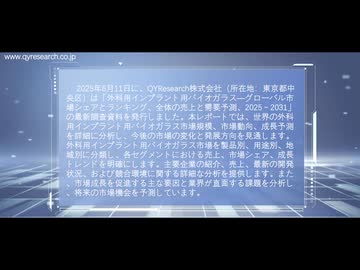 www.qyresearch.co.jp
2025年6月11日に、QYResearch株式会社（所在地：東京都中
央区）は「外科用インプラント用バイオガラス―グローバル市
場シェアとランキング、全体の売上と需要予測、2025～2031」
の最新調査資料を発行しました。本レポートでは、世界の外科
用インプラント用バイオガラス市場規模、市場動向、成長予測
を詳細に分析し、今後の市場の変化と発展方向を見通します。
外科用インプラント用バイオガラス市場を製品別、用途別、地
域別に分類し、各セグメントにおける売上、市場シェア、成長
トレンドを明確にします。主要企業の紹介、売上、最新の開発
状況、および競合環境に関する詳細な分析を提供します。また
、市場成長を促進する主な要因と業界が直面する課題を分析し
、将来の市場機会を予測しています。